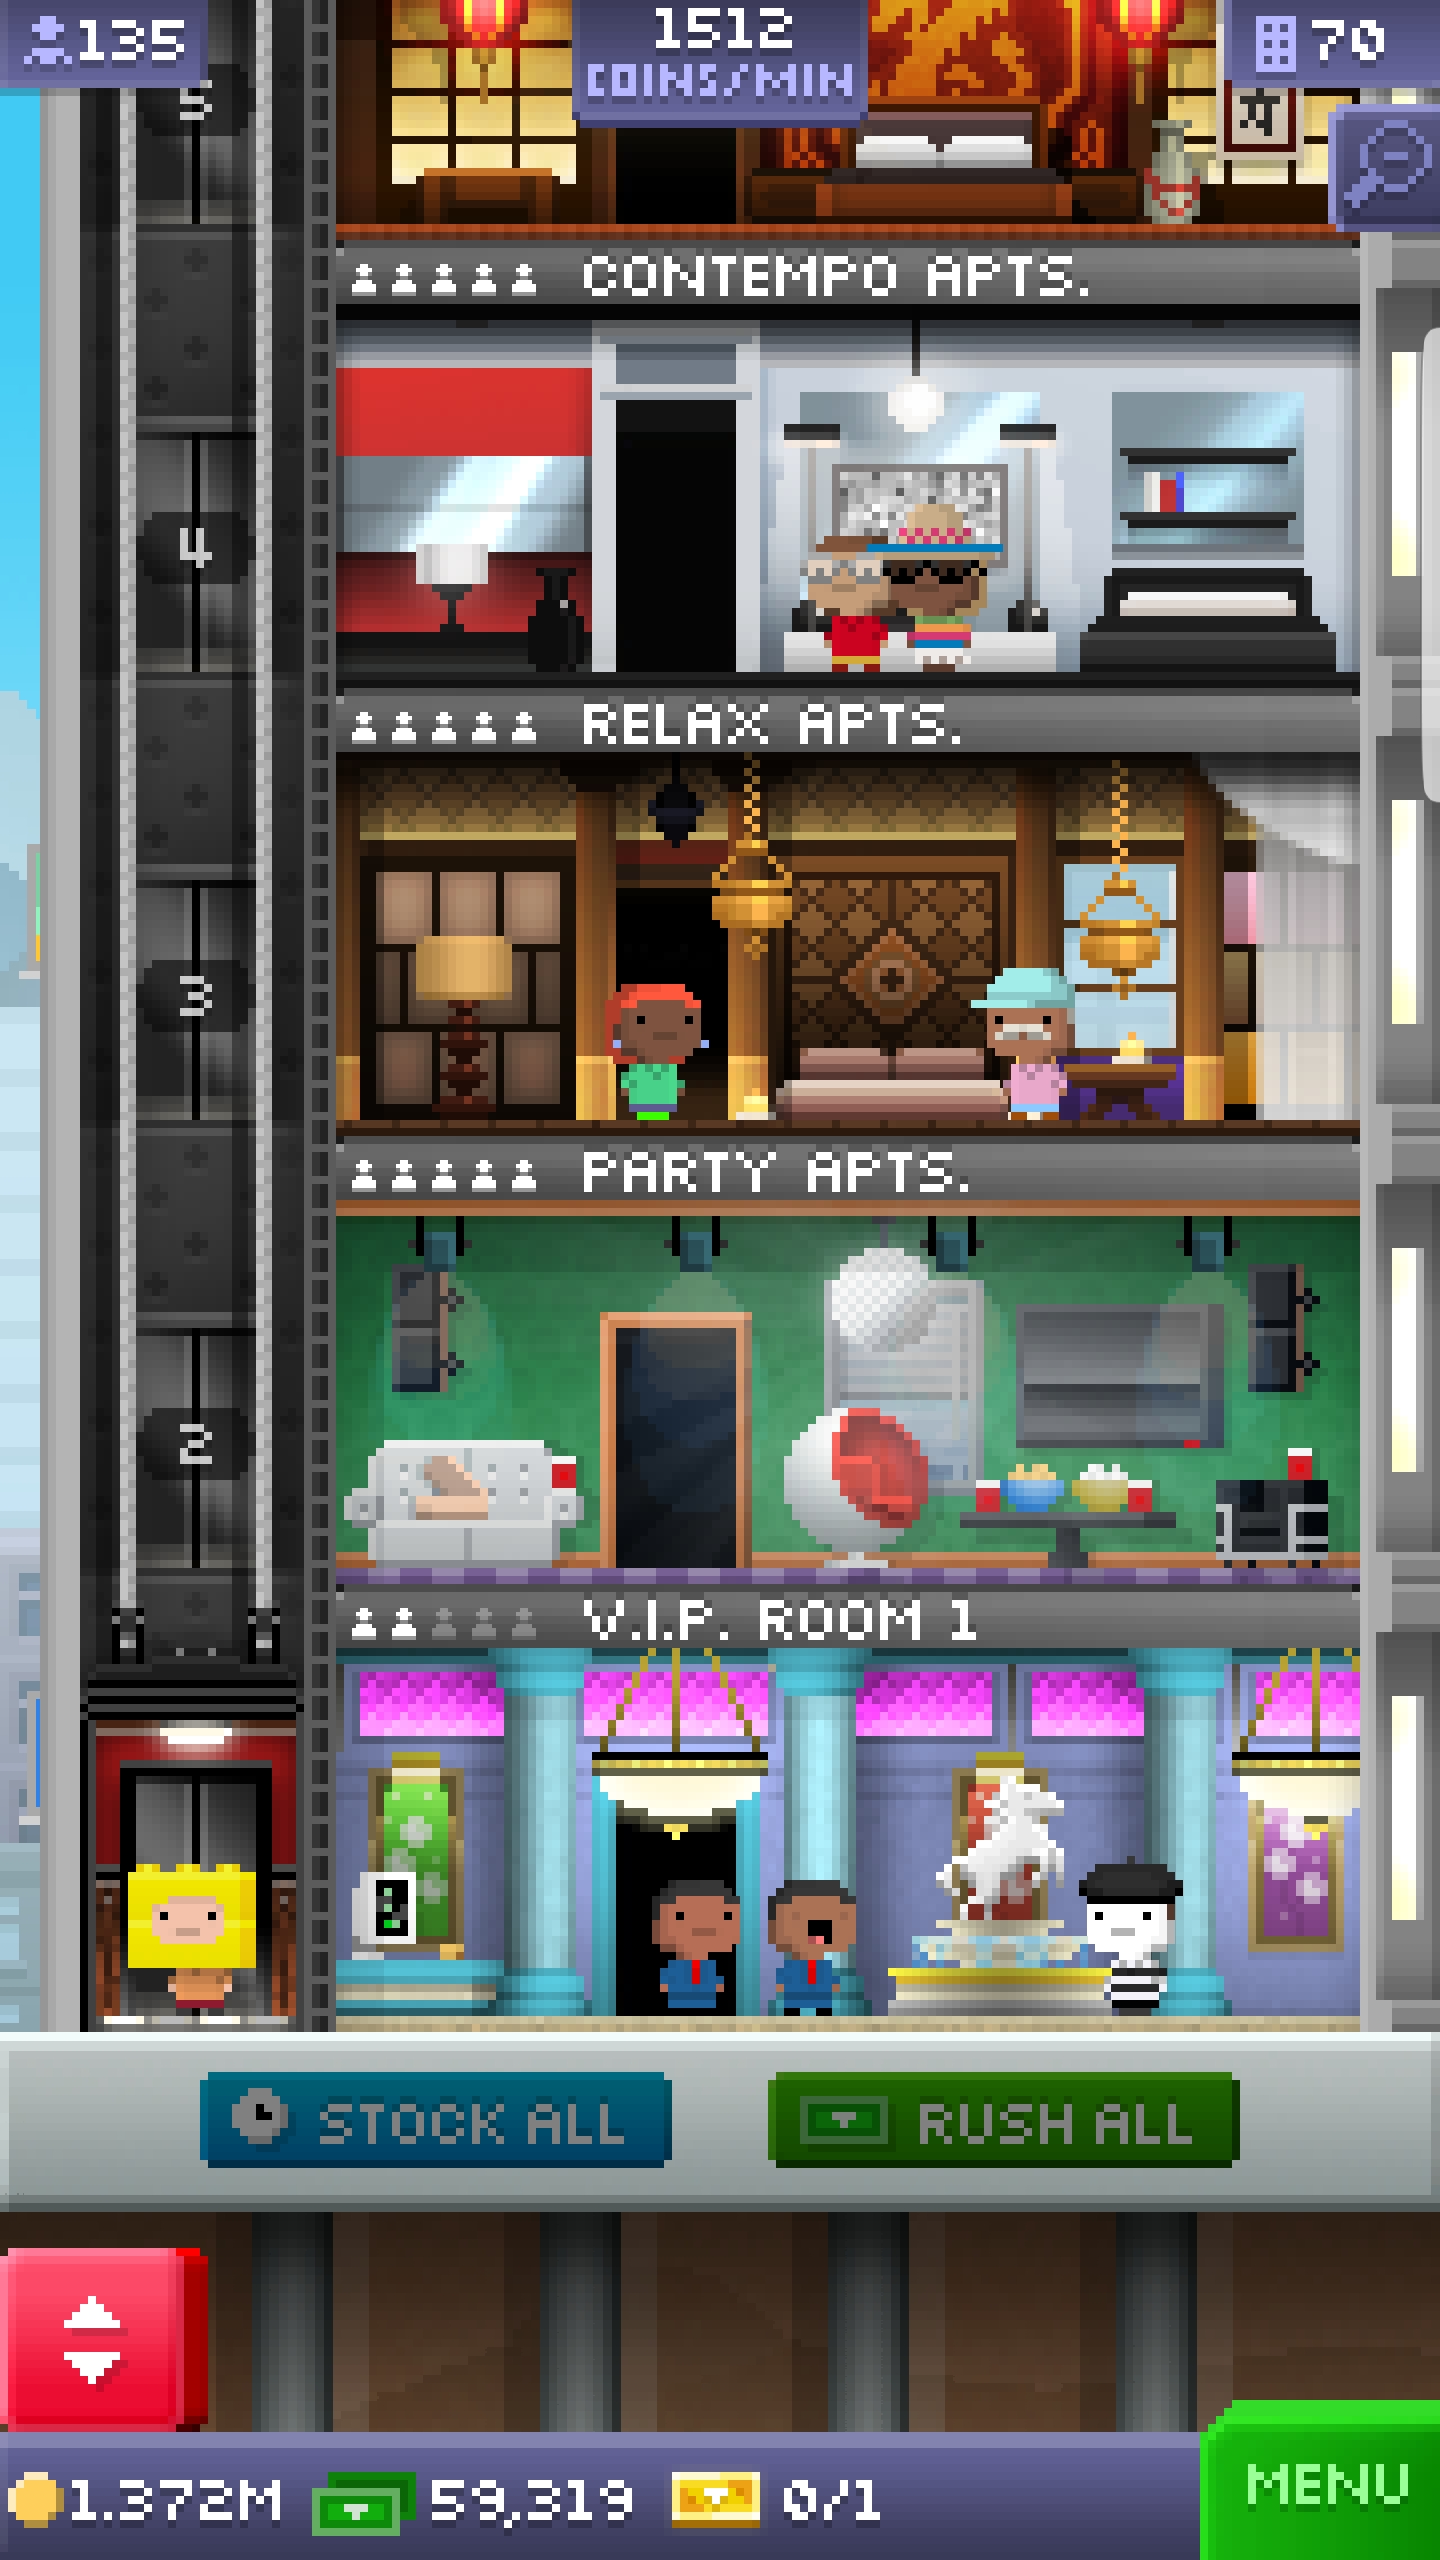 135
1512
COINS/MIN
70
5
CONTEMPO APTS.
4
RELAX APTS.
3
PARTY APTS.
2
V.I.P. ROOM 1
STOCK ALL
RUSH ALL
1.372M
59,319
0/1
MENU